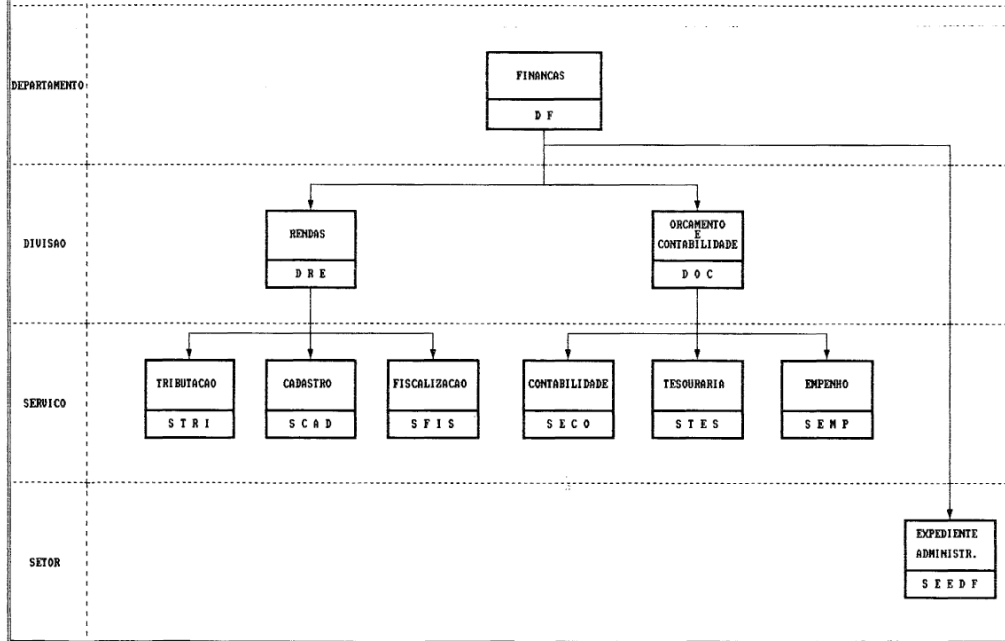 DEPARTAMENTO
FINANCAS
D F
DIVISAO
RENDAS
D R E
ORCAMENTO
E
CONTABILIDADE
D O C
SERVICO
TRIBUTACAO
S T R I
CADASTRO
S C A D
FISCALIZACAO
S F I S
CONTABILIDADE
S E C O
TESOURARIA
S T E S
EMPENHO
S E M P
SETOR
EXPEDIENTE
ADMINISTR.
S E E D F